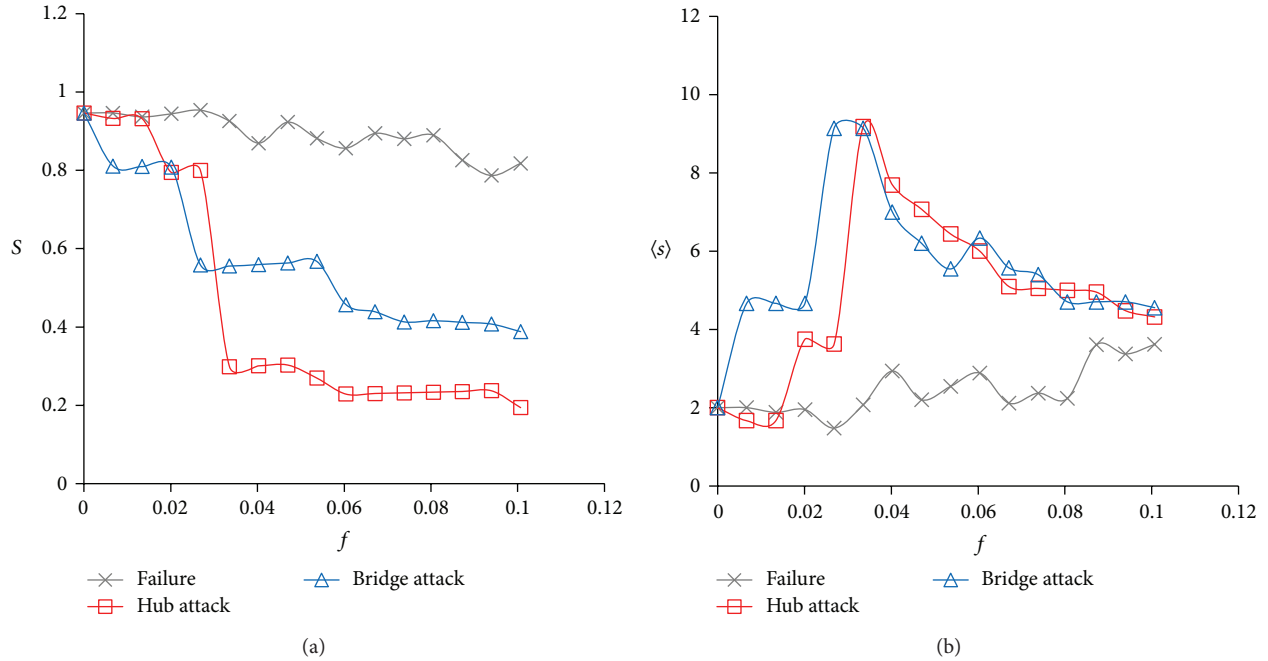 1.2
1
0.8
0.6
0.4
0.2
0
S
0 0.02 0.04 0.06 0.08 0.1 0.12
f
Failure
Hub attack
Bridge attack
(a)
12
10
8
6
4
2
0
⟨s⟩
0 0.02 0.04 0.06 0.08 0.1 0.12
f
Failure
Hub attack
Bridge attack
(b)